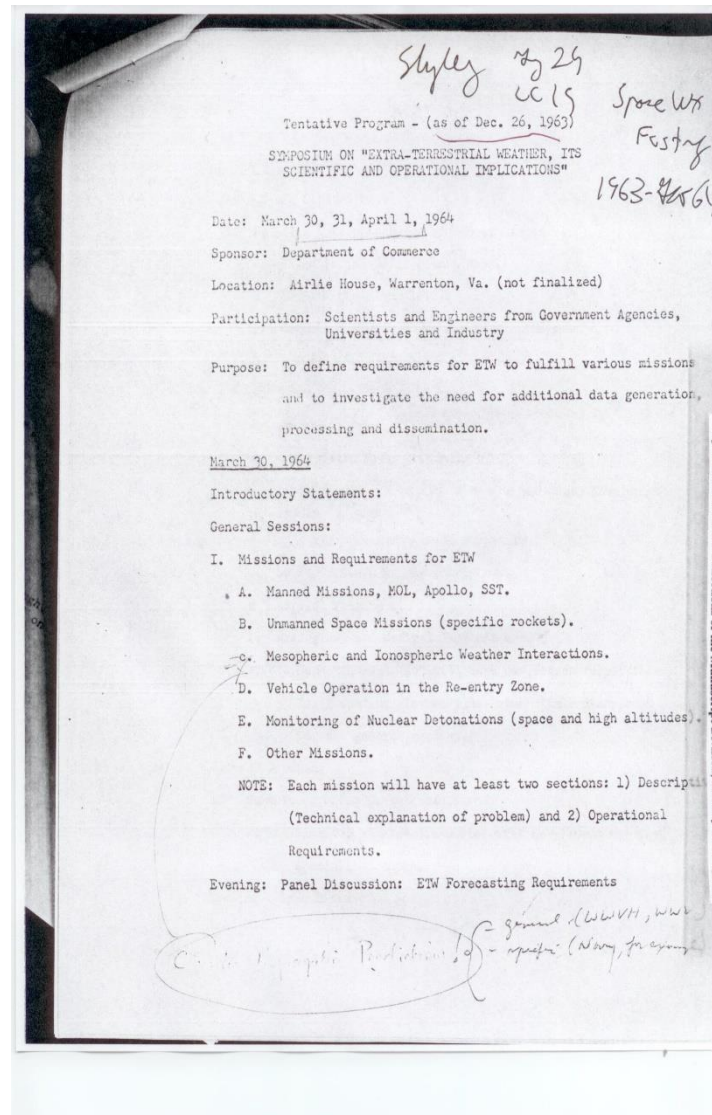 Tentative Program - (as of Dec. 26, 1963)
SYMPOSIUM ON "EXTRA-TERRESTRIAL WEATHER, ITS
SCIENTIFIC AND OPERATIONAL IMPLICATIONS"
1963-
Date: March 30, 31, April 1, 1964
Sponsor: Department of Commerce
Location: Airlie House, Warrenton, Va. (not finalized)
Participation: Scientists and Engineers from Government Agencies,
Universities and Industry
Purpose: To define requirements for ETW to fulfill various missions
and to investigate the need for additional data generation,
processing and dissemination.
March 30, 1964
Introductory Statements:
General Sessions:
I. Missions and Requirements for ETW
A. Manned Missions, MOL, Apollo, SST.
B. Unmanned Space Missions (specific rockets).
C. Mesopheric and Ionospheric Weather Interactions.
D. Vehicle Operation in the Re-entry Zone.
E. Monitoring of Nuclear Detonations (space and high altitudes).
F. Other Missions.
NOTE: Each mission will have at least two sections: 1) Descripti
(Technical explanation of problem) and 2) Operational
Requirements.
Evening: Panel Discussion: ETW Forecasting Requirements
- general (WWVH, WWV
(Navy, for